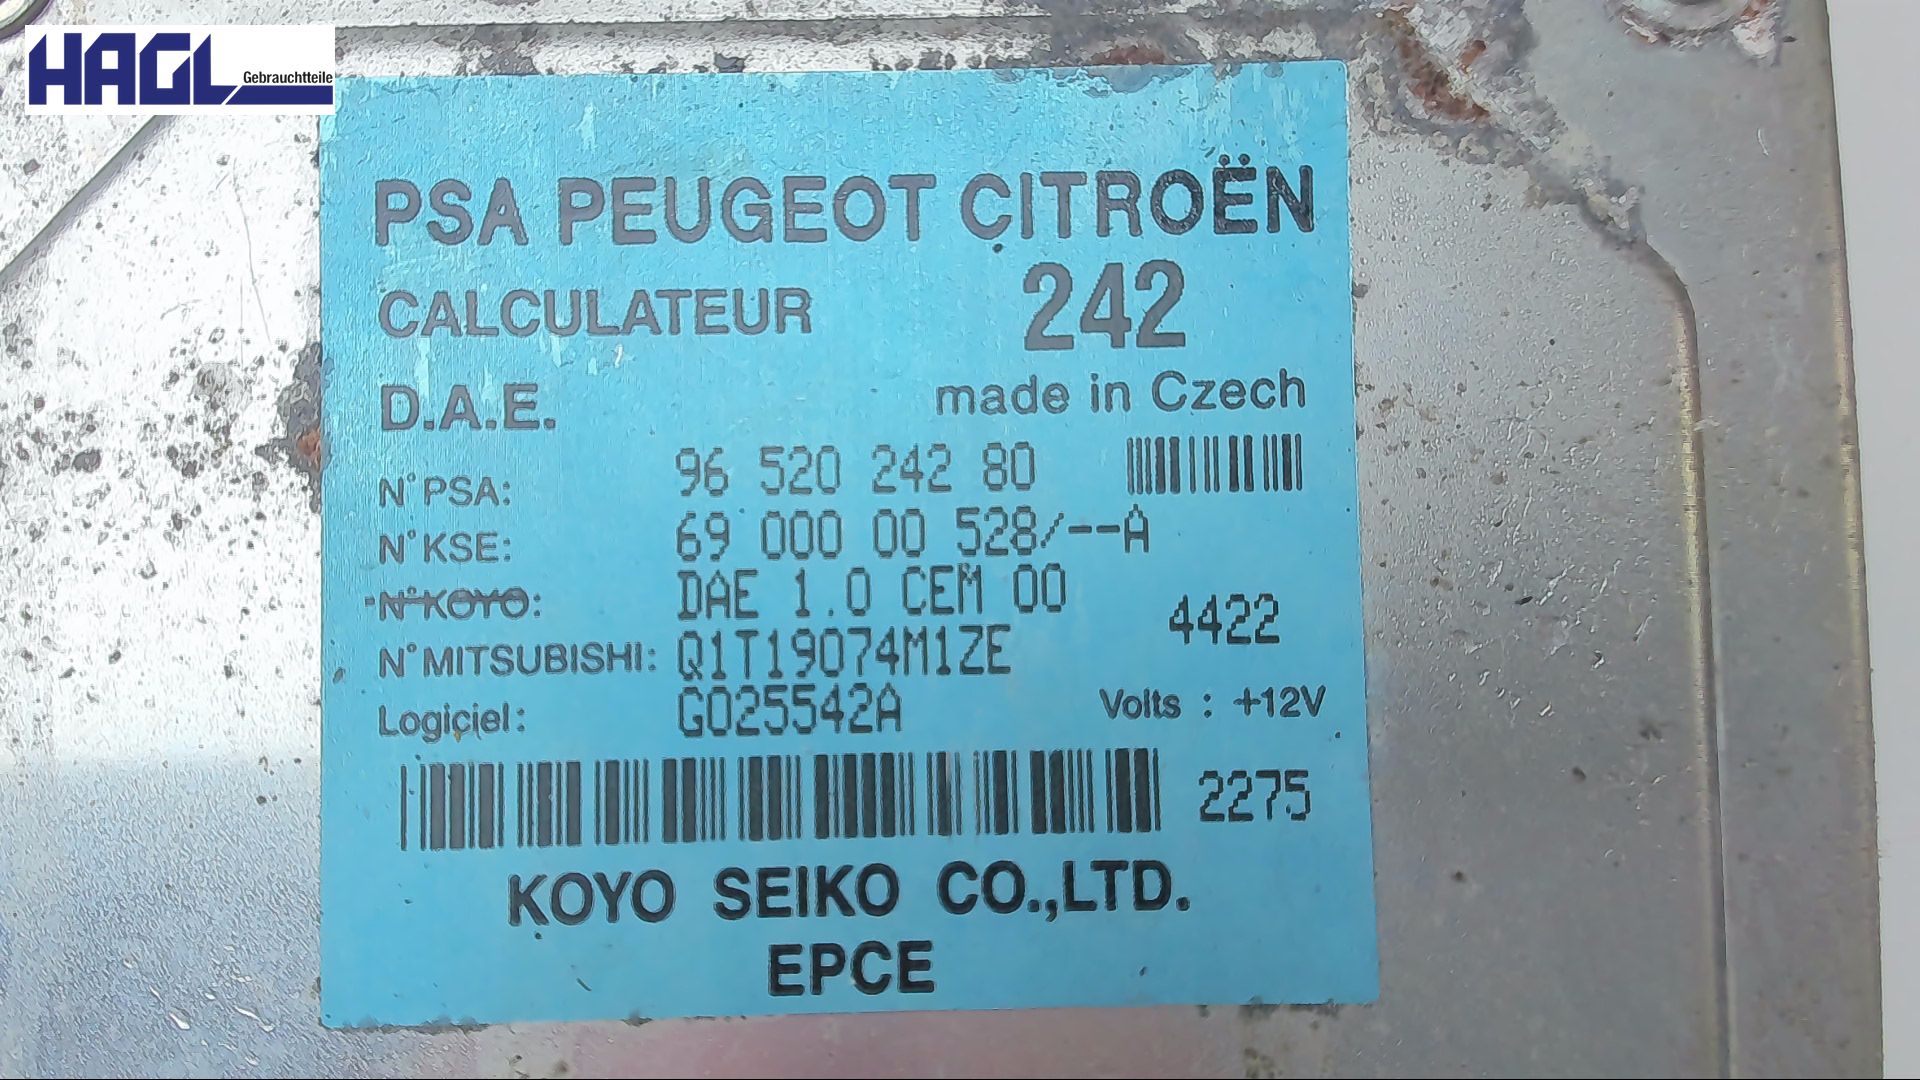 HAGL
Gebrauchtteile
PSA PEUGEOT CITROËN
CALCULATEUR 242
D.A.E. made in Czech
N°PSA: 96 520 242 80
N°KSE: 69 000 00 528/--A
N°KOYO: DAE 1.0 CEM 00
4422
N°MITSUBISHI: Q1T19074M1ZE
Logiciel: G025542A Volts : +12V
2275
KOYO SEIKO CO.,LTD.
EPCE